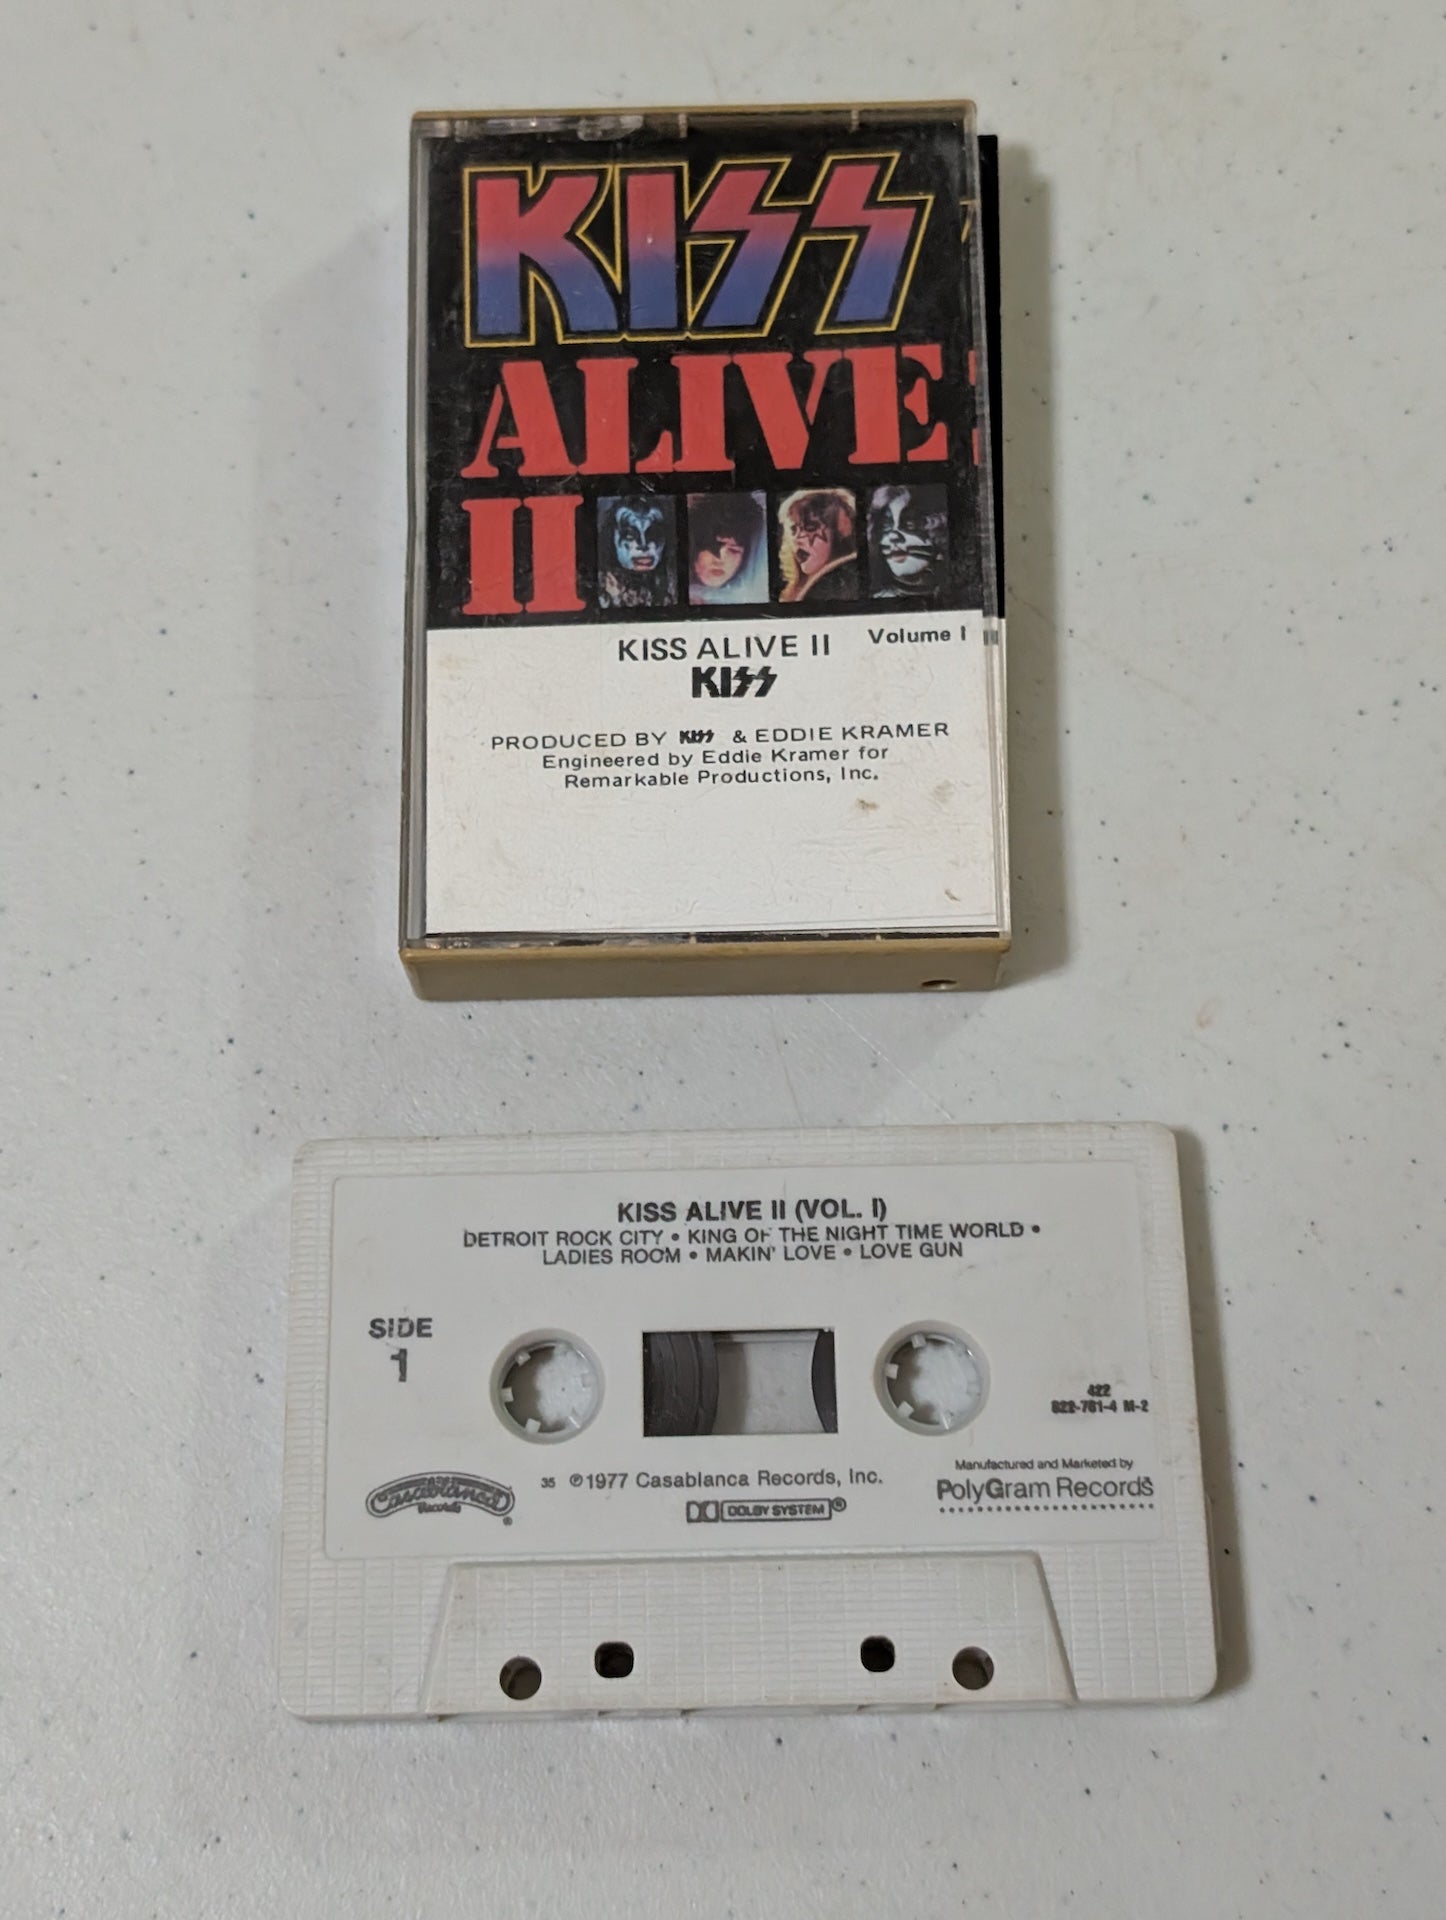 KISS
ALIVE
II
KISS ALIVE II Volume I
KISS
PRODUCED BY KISS & EDDIE KRAMER
Engineered by Eddie Kramer for
Remarkable Productions, Inc.
KISS ALIVE II (VOL. I)
DETROIT ROCK CITY • KING OF THE NIGHT TIME WORLD •
LADIES ROOM • MAKIN' LOVE • LOVE GUN
SIDE
1
422
822-781-4 M-2
Manufactured and Marketed by
PolyGram Records
35 ℗1977 Casablanca Records, Inc.
DOLBY SYSTEM®
Casablanca
Records
®